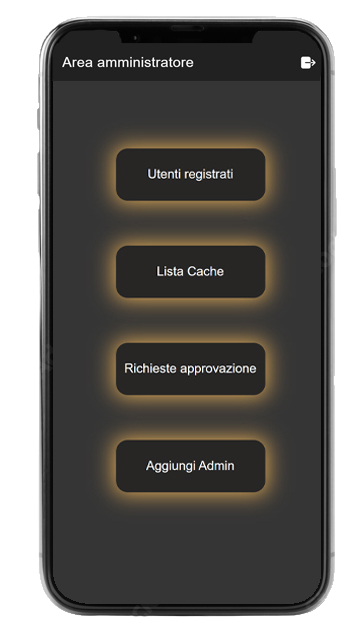 Area amministratore
Utenti registrati
Lista Cache
Richieste approvazione
Aggiungi Admin